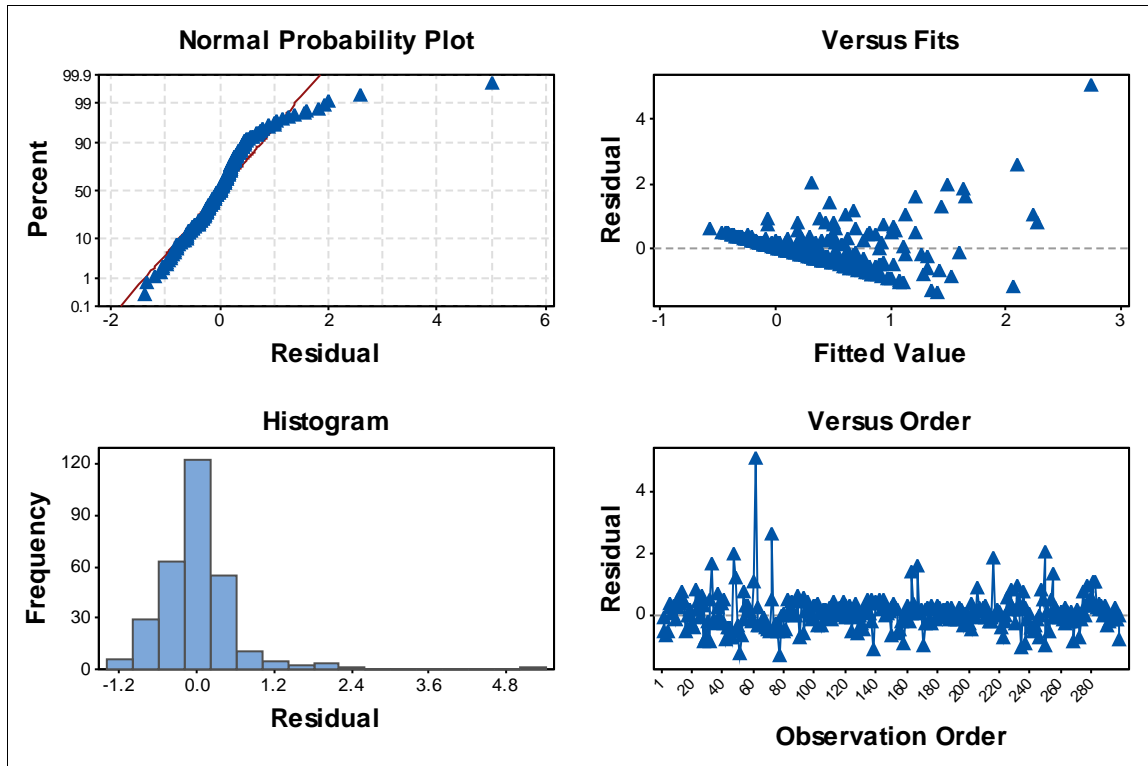 Normal Probability Plot
99.9
99
90
50
10
1
0.1
Percent
-2 0 2 4 6
Residual
Versus Fits
4
2
0
Residual
-1 0 1 2 3
Fitted Value
Histogram
120
90
60
30
0
Frequency
-1.2 0.0 1.2 2.4 3.6 4.8
Residual
Versus Order
4
2
0
Residual
1 20 40 60 80 100 120 140 160 180 200 220 240 260 280
Observation Order